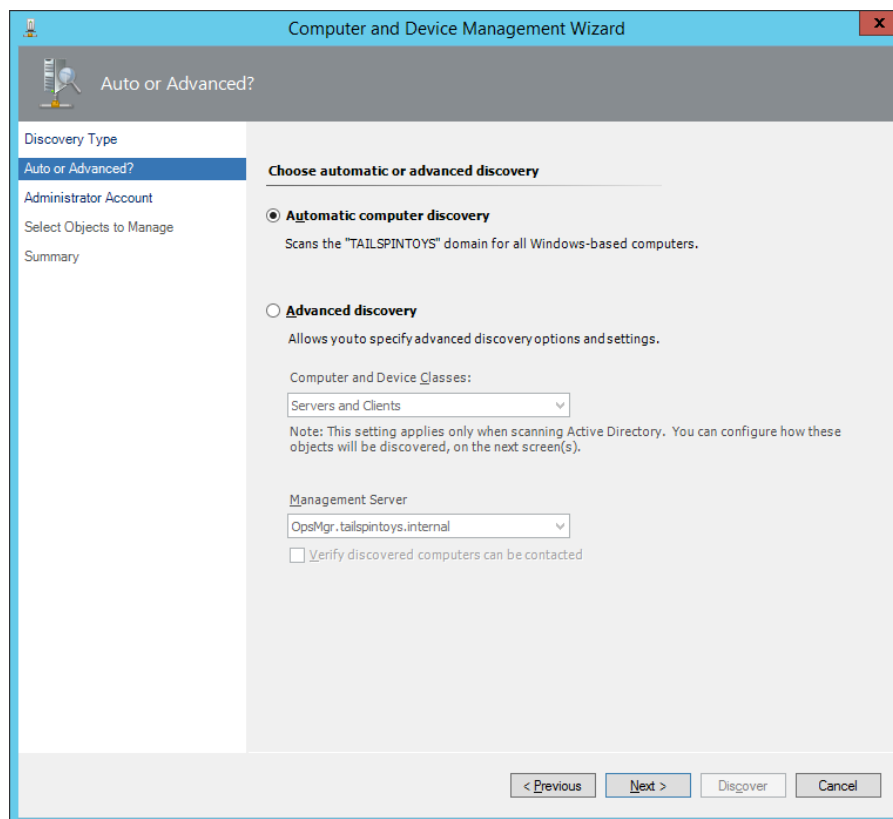 Computer and Device Management Wizard
x
Auto or Advanced?
Discovery Type
Auto or Advanced?
Administrator Account
Select Objects to Manage
Summary
Choose automatic or advanced discovery
Automatic computer discovery
Scans the "TAILSPINTOYS" domain for all Windows-based computers.
Advanced discovery
Allows youto specify advanced discovery options and settings.
Computer and Device Classes:
Servers and Clients
Note: This setting applies only when scanning Active Directory. You can configure how these
objects will be discovered, on the next screen(s).
Management Server
OpsMgr.tailspintoys.internal
Verify discovered computers can be contacted
< Previous
Next >
Discover
Cancel